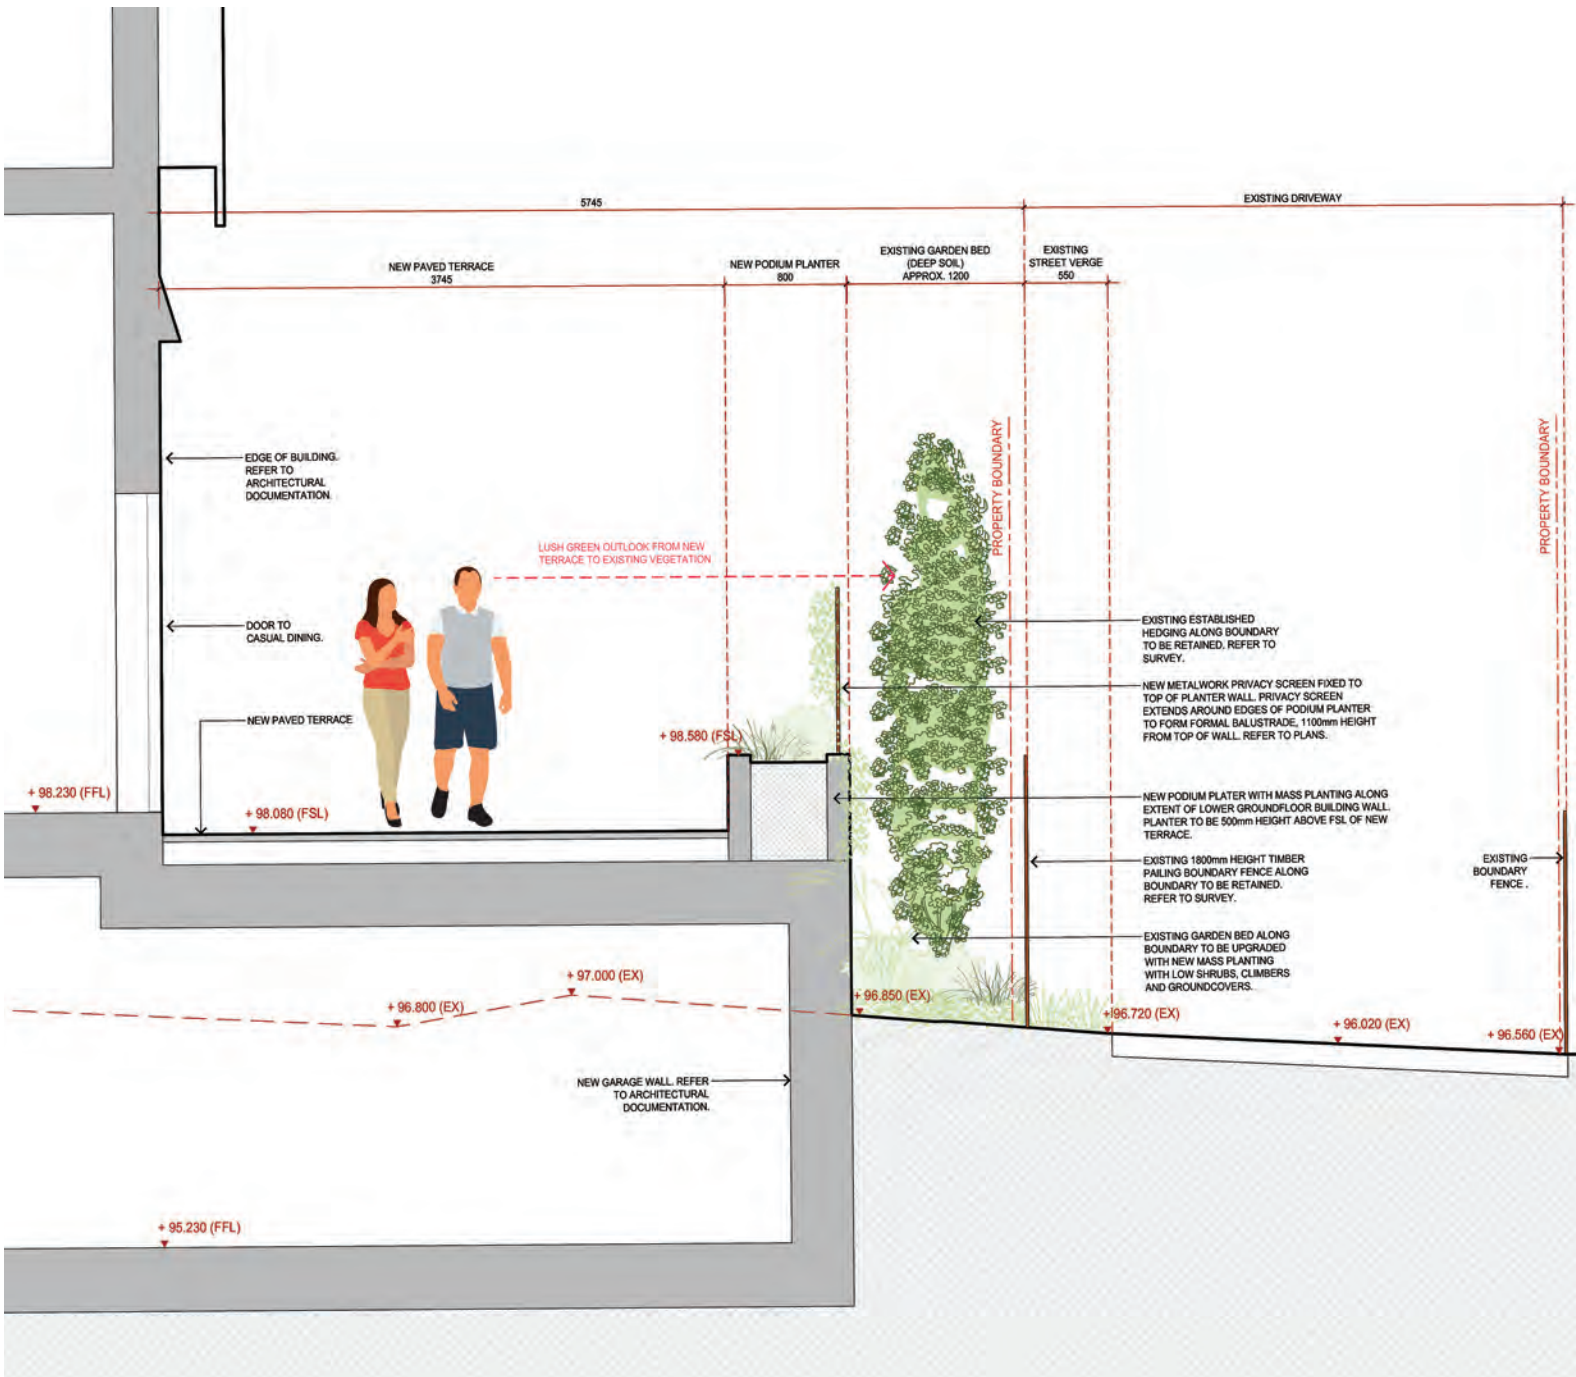 5745
EXISTING DRIVEWAY
NEW PAVED TERRACE
3745
NEW PODIUM PLANTER
800
EXISTING GARDEN BED
(DEEP SOIL)
APPROX. 1200
EXISTING
STREET VERGE
550
PROPERTY BOUNDARY
PROPERTY BOUNDARY
EDGE OF BUILDING.
REFER TO
ARCHITECTURAL
DOCUMENTATION.
LUSH GREEN OUTLOOK FROM NEW
TERRACE TO EXISTING VEGETATION
DOOR TO
CASUAL DINING.
EXISTING ESTABLISHED
HEDGING ALONG BOUNDARY
TO BE RETAINED. REFER TO
SURVEY.
NEW METALWORK PRIVACY SCREEN FIXED TO
TOP OF PLANTER WALL. PRIVACY SCREEN
EXTENDS AROUND EDGES OF PODIUM PLANTER
TO FORM FORMAL BALUSTRADE, 1100mm HEIGHT
FROM TOP OF WALL. REFER TO PLANS.
NEW PAVED TERRACE
+ 98.580 (FSL)
+ 98.230 (FFL)
+ 98.080 (FSL)
NEW PODIUM PLATER WITH MASS PLANTING ALONG
EXTENT OF LOWER GROUNDFLOOR BUILDING WALL.
PLANTER TO BE 500mm HEIGHT ABOVE FSL OF NEW
TERRACE.
EXISTING 1800mm HEIGHT TIMBER
PAILING BOUNDARY FENCE ALONG
BOUNDARY TO BE RETAINED.
REFER TO SURVEY.
EXISTING
BOUNDARY
FENCE .
EXISTING GARDEN BED ALONG
BOUNDARY TO BE UPGRADED
WITH NEW MASS PLANTING
WITH LOW SHRUBS, CLIMBERS
AND GROUNDCOVERS.
+ 97.000 (EX)
+ 96.800 (EX)
+ 96.850 (EX)
+96.720 (EX)
+ 96.020 (EX)
+ 96.560 (EX)
NEW GARAGE WALL. REFER
TO ARCHITECTURAL
DOCUMENTATION.
+ 95.230 (FFL)